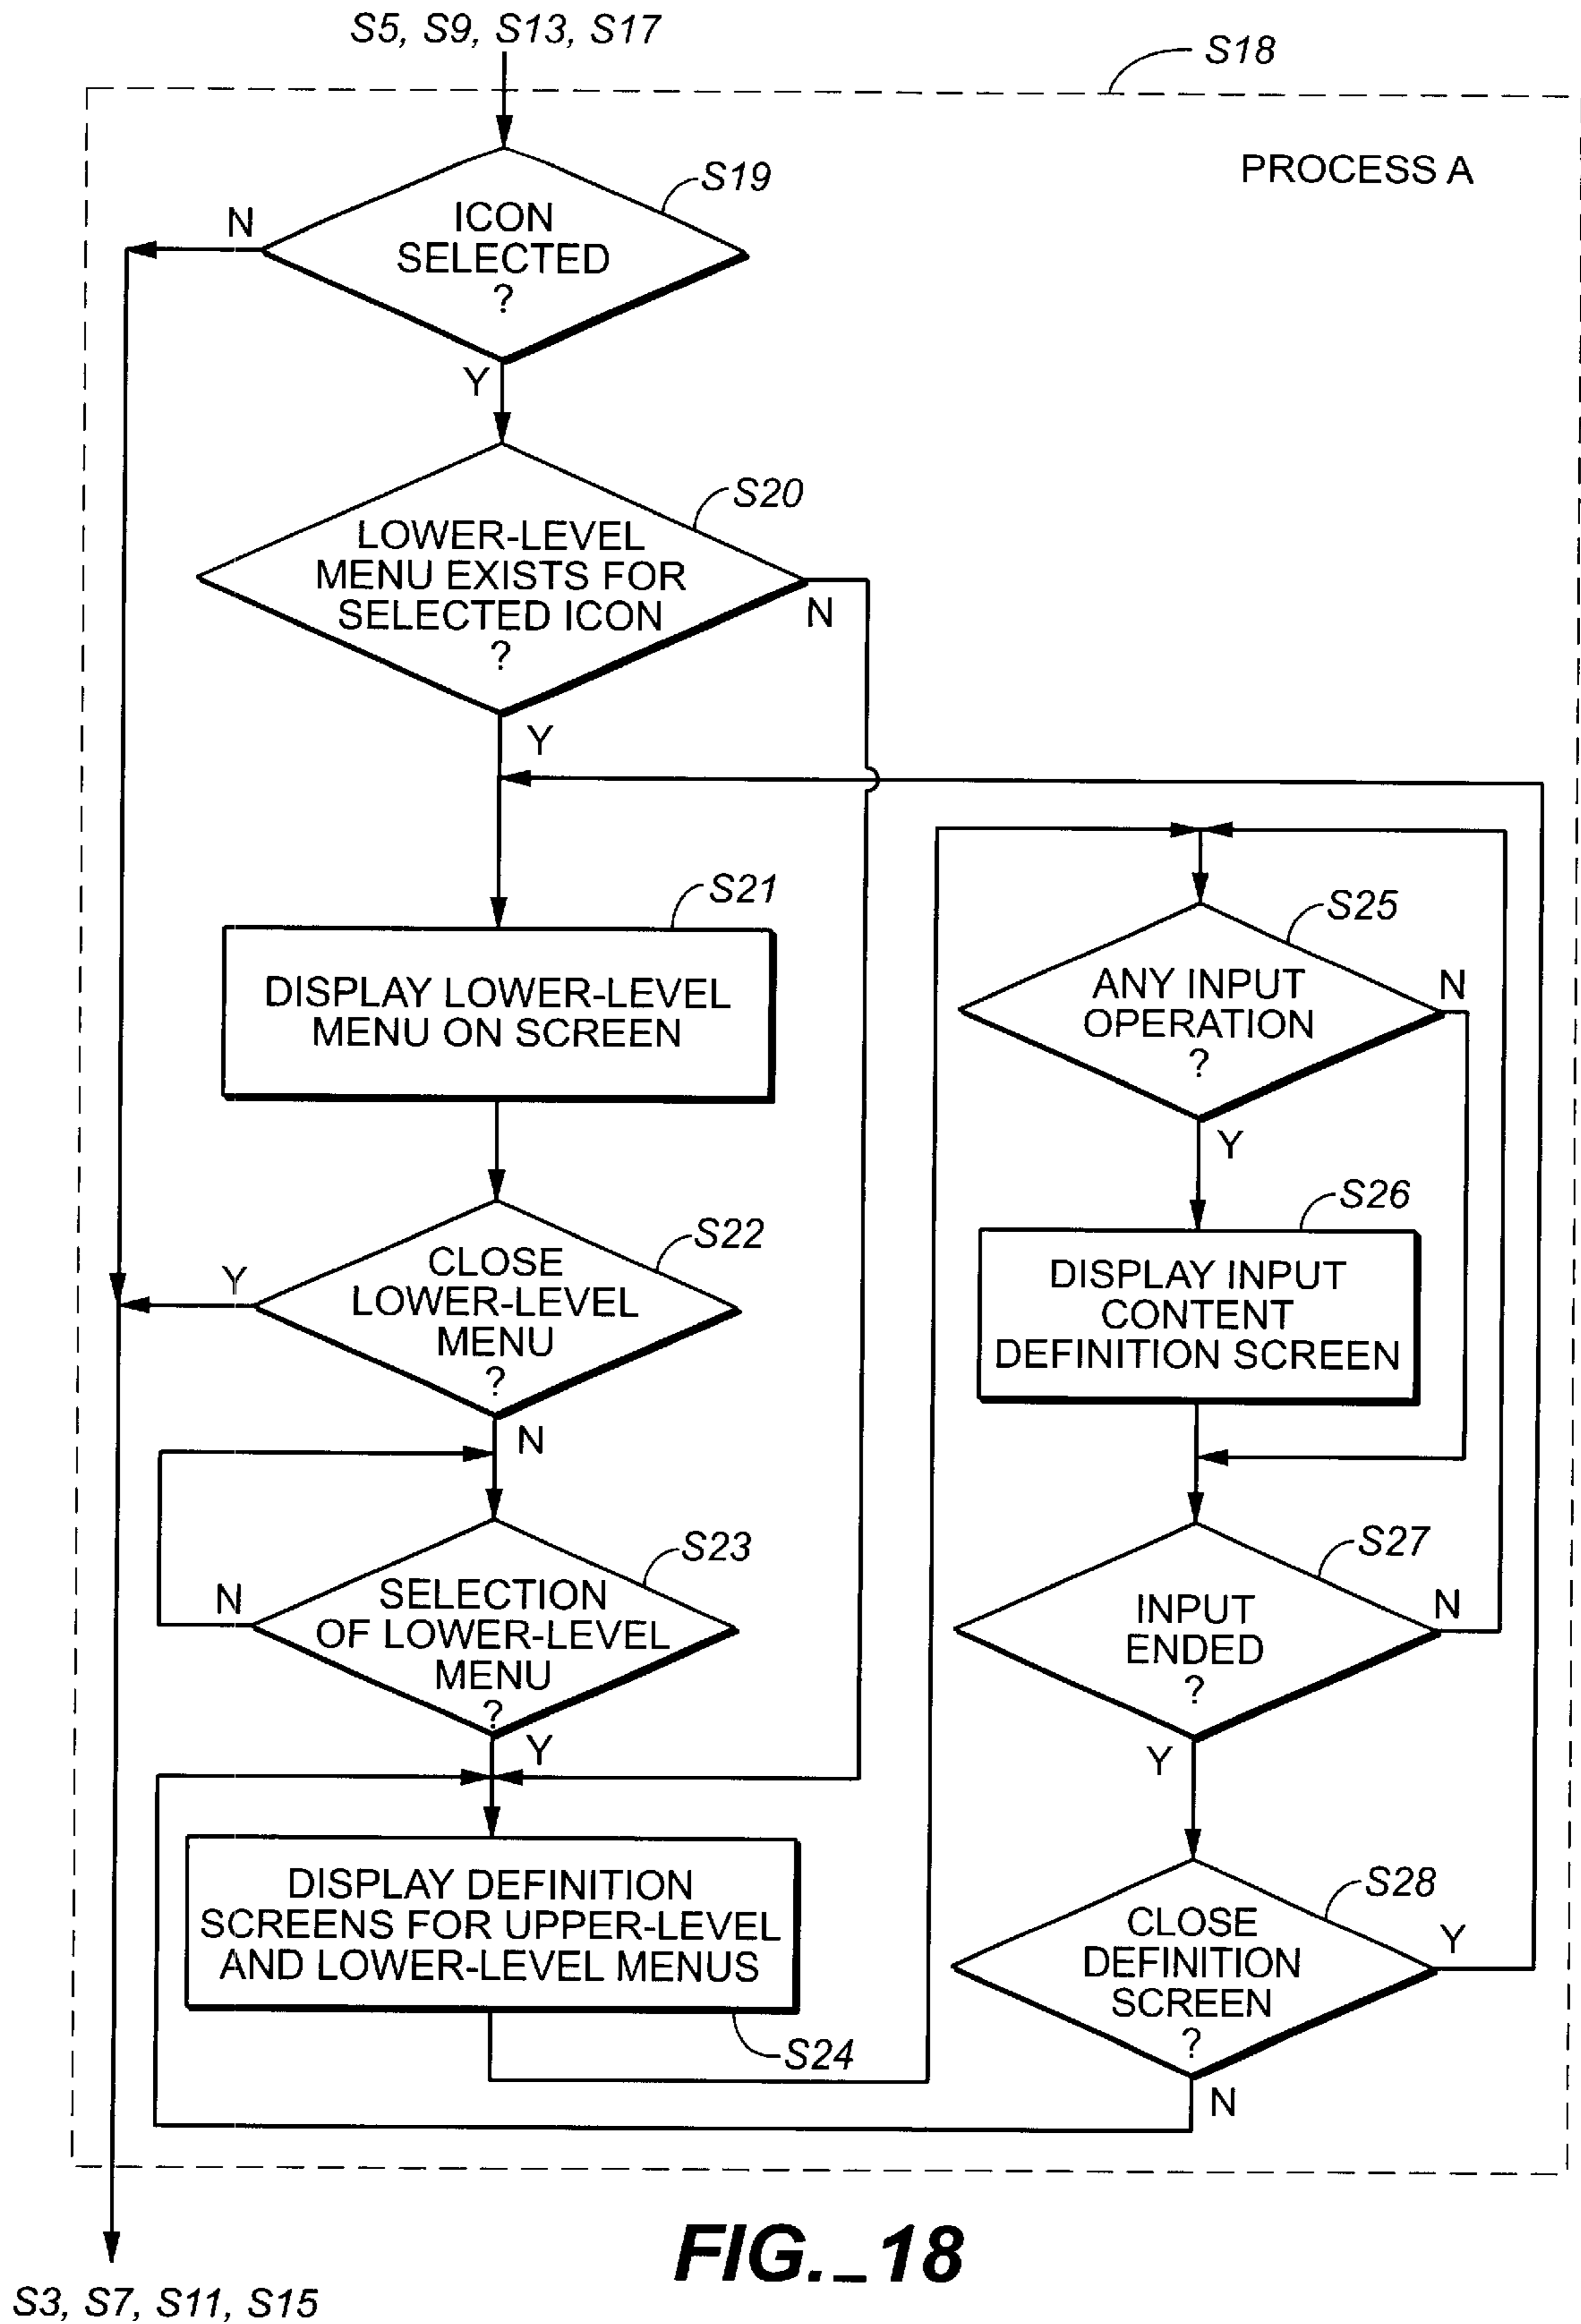 S5, S9, S13, S17
S18
PROCESS A
S19
ICON
SELECTED
?
N
Y
S20
LOWER-LEVEL
MENU EXISTS FOR
SELECTED ICON
?
N
Y
S21
DISPLAY LOWER-LEVEL
MENU ON SCREEN
S22
CLOSE
LOWER-LEVEL
MENU
?
Y
N
S23
SELECTION
OF LOWER-LEVEL
MENU
?
N
Y
DISPLAY DEFINITION
SCREENS FOR UPPER-LEVEL
AND LOWER-LEVEL MENUS
S24
S25
ANY INPUT
OPERATION
?
N
Y
S26
DISPLAY INPUT
CONTENT
DEFINITION SCREEN
S27
INPUT
ENDED
?
N
Y
S28
CLOSE
DEFINITION
SCREEN
?
Y
N
FIG._18
S3, S7, S11, S15